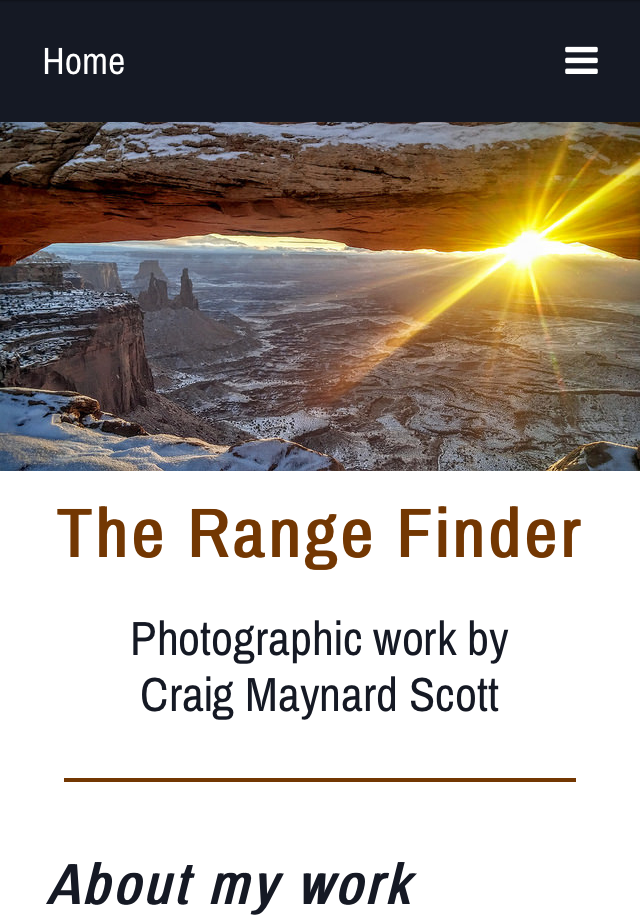 Home
The Range Finder
Photographic work by
Craig Maynard Scott
About my work